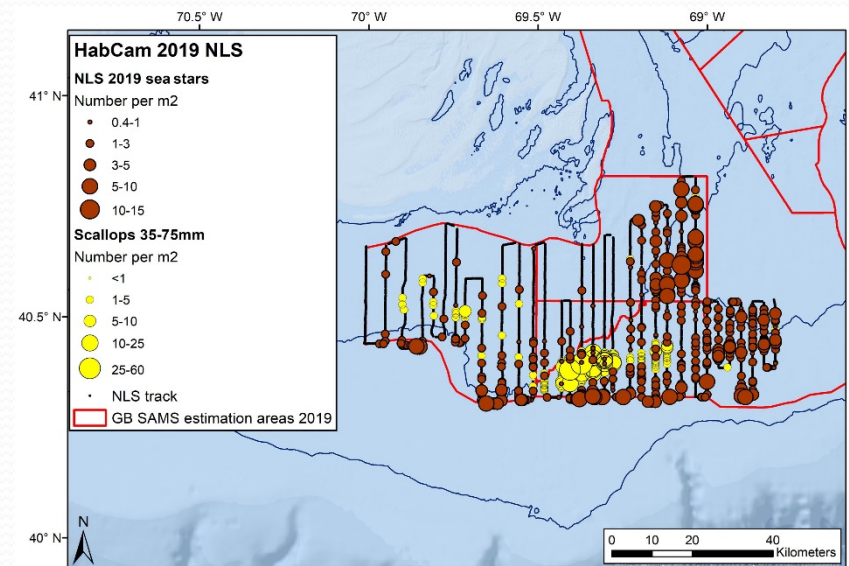 70.5° W 70° W 69.5° W 69° W
HabCam 2019 NLS
NLS 2019 sea stars
Number per m2
0.4-1
1-3
3-5
5-10
10-15
Scallops 35-75mm
Number per m2
<1
1-5
5-10
10-25
25-60
NLS track
GB SAMS estimation areas 2019
41° N
40.5° N
40° N
N
0 10 20 40
Kilometers